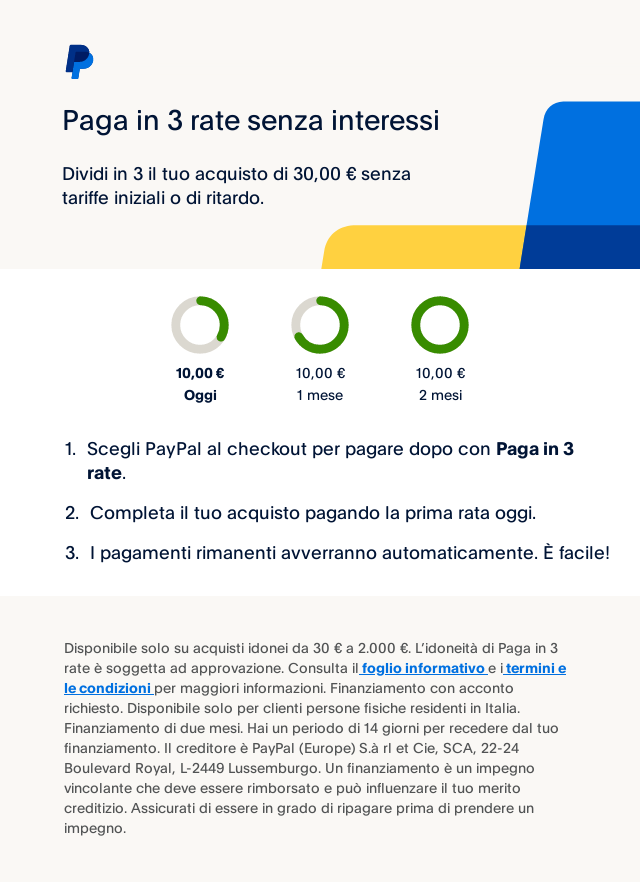 Paga in 3 rate senza interessi
Dividi in 3 il tuo acquisto di 30,00 € senza
tariffe iniziali o di ritardo.
10,00 € 10,00 € 10,00 €
Oggi 1 mese 2 mesi
1. Scegli PayPal al checkout per pagare dopo con Paga in 3
rate.
2. Completa il tuo acquisto pagando la prima rata oggi.
3. I pagamenti rimanenti avverranno automaticamente. È facile!
Disponibile solo su acquisti idonei da 30 € a 2.000 €. L’idoneità di Paga in 3
rate è soggetta ad approvazione. Consulta il foglio informativo e i termini e
le condizioni per maggiori informazioni. Finanziamento con acconto
richiesto. Disponibile solo per clienti persone fisiche residenti in Italia.
Finanziamento di due mesi. Hai un periodo di 14 giorni per recedere dal tuo
finanziamento. Il creditore è PayPal (Europe) S.à rl et Cie, SCA, 22-24
Boulevard Royal, L-2449 Lussemburgo. Un finanziamento è un impegno
vincolante che deve essere rimborsato e può influenzare il tuo merito
creditizio. Assicurati di essere in grado di ripagare prima di prendere un
impegno.